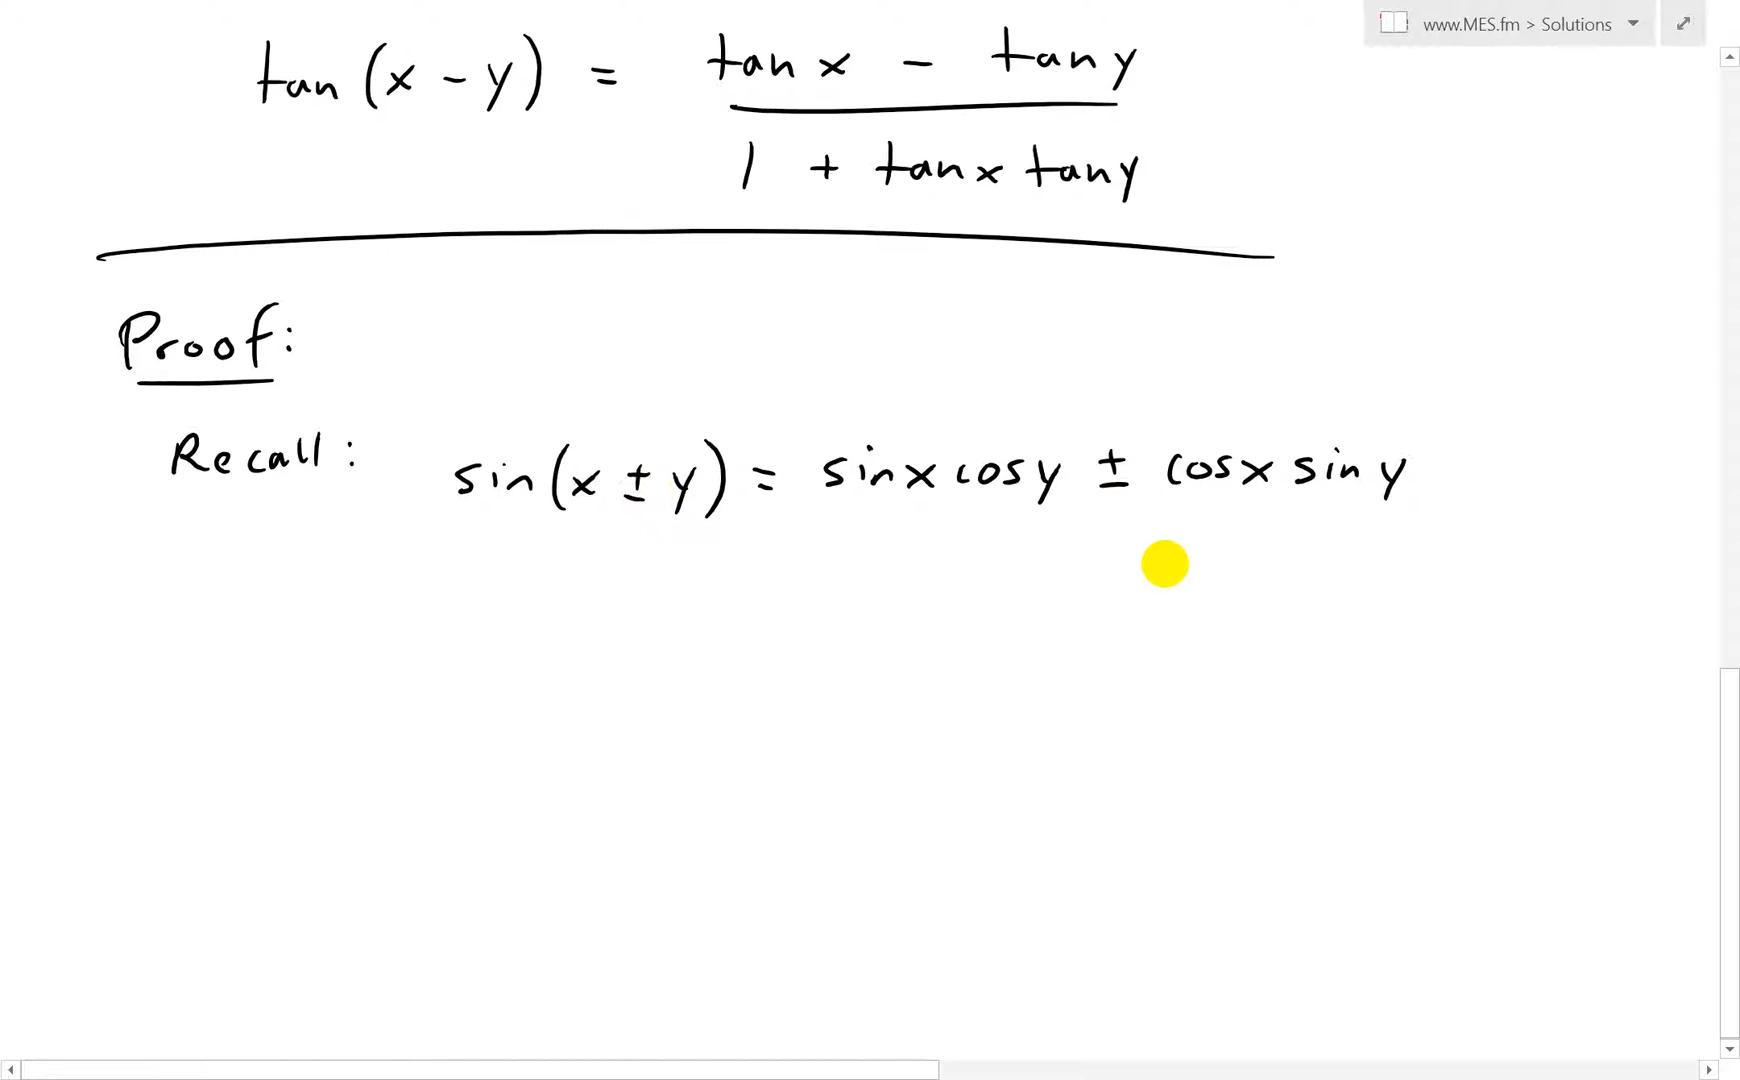 www.MES.fm > Solutions
tan (x - y) = tan x - tan y
1 + tan x tan y
Proof:
Recall: sin(x ± y) = sin x cos y ± cos x sin y